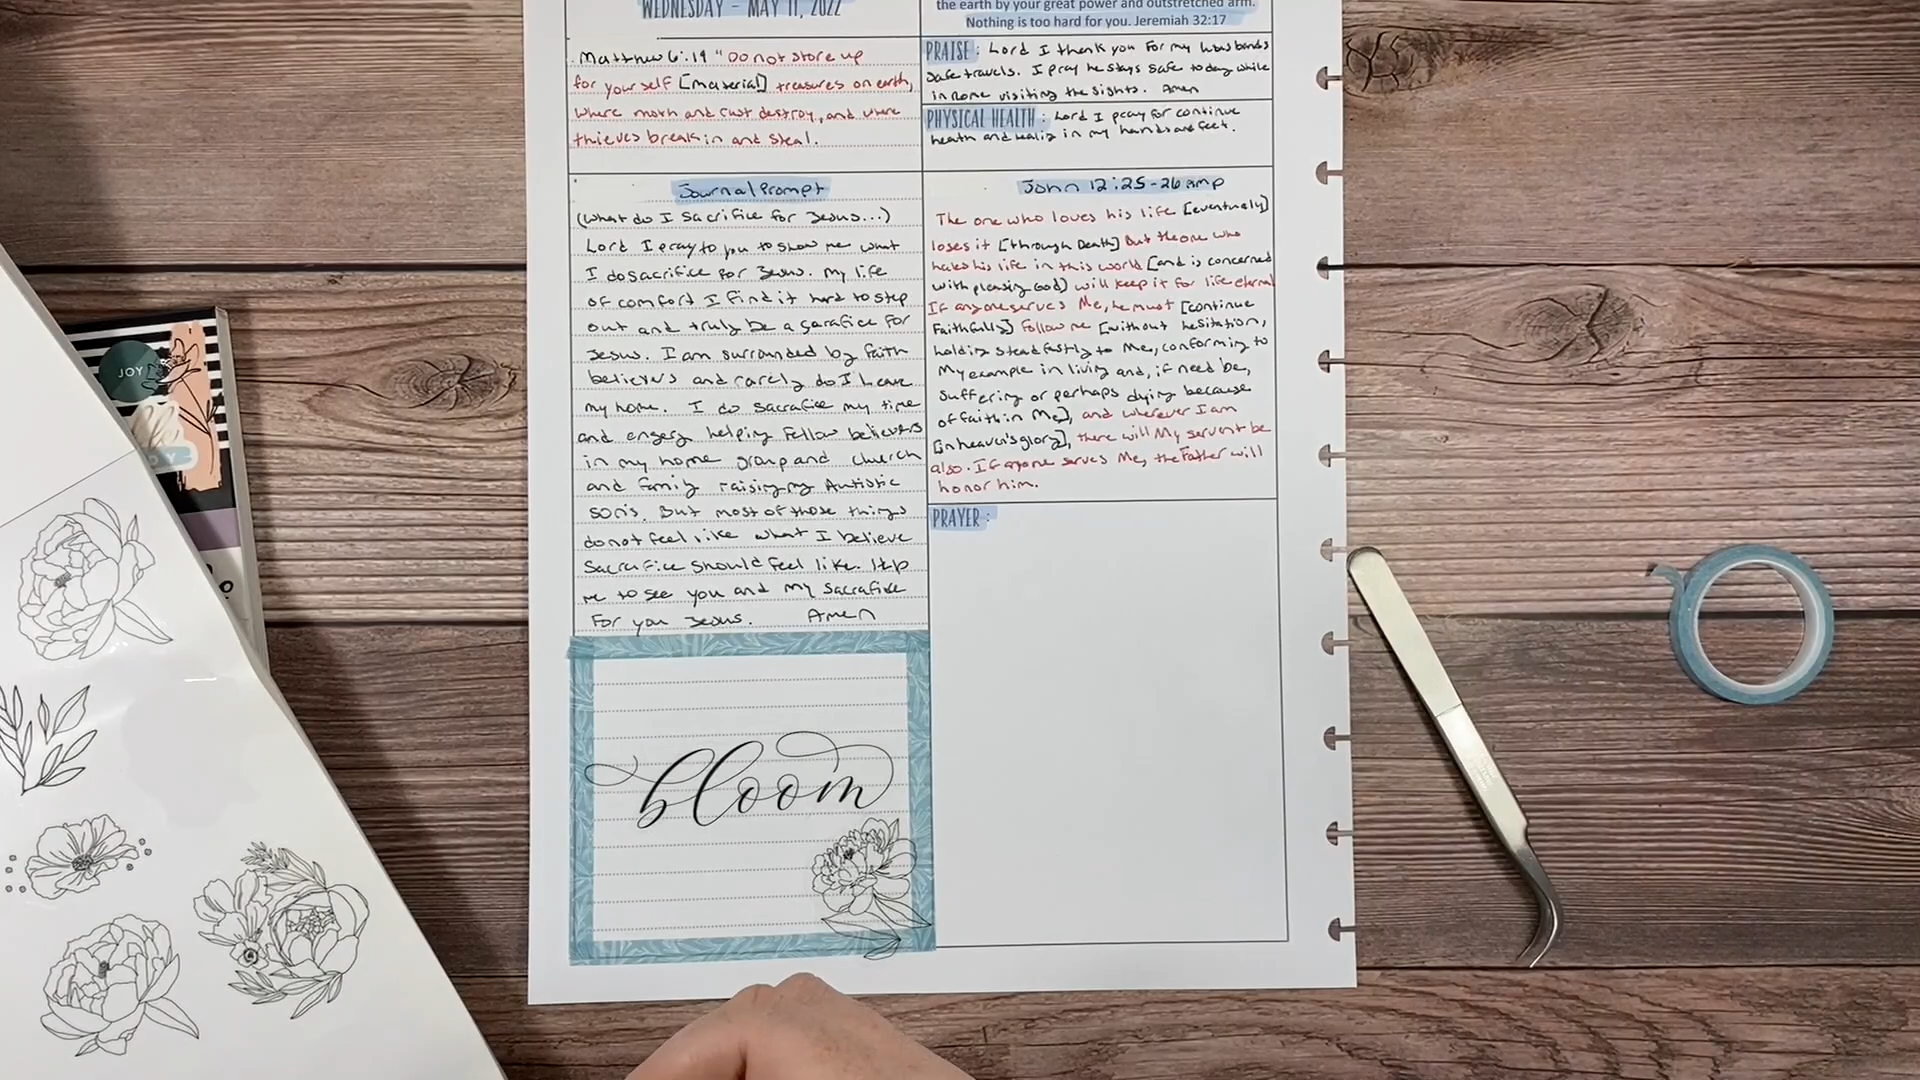 WEDNESDAY - MAY 11, 2022
Matthew 6:19 "Do not store up
for your self [Material] treasures on earth,
where moth and rust destroy, and where
thieves break in and steal.
Journal Prompt
(What do I sacrifice for Jesus...)
Lord I pray to you to show me what
I do sacrifice for Jesus. My life
of comfort I find it hard to step
out and truly be a sacrafice for
Jesus. I am surrounded by faith
believers and rarely do I leave
my home. I do sacrafice my time
and engery helping fellow believers
in my home group and church
and family raising my Autistic
sons. But most of those things
do not feel like what I believe
sacrafice should feel like. Help
me to see you and my sacrafice
for you Jesus. Amen
bloom
the earth by your great power and outstretched arm.
Nothing is too hard for you. Jeremiah 32:17
PRAISE: Lord I thank you for my husbands
safe travels. I pray he stays safe today while
in Rome visiting the sights. Amen
PHYSICAL HEALTH: Lord I pray for continue
heath and healing in my hands and feet.
John 12:25-26 amp
The one who loves his life [eventually]
loses it [through Death] But the one who
hates his life in this world [and is concerned
with pleasing God] will keep it for life eternal
If anyone serves Me, he must [continue
Faithfully] follow me [without hesitation,
holding steadfastly to Me, conforming to
My example in living and, if need be,
suffering or perhaps dying because
of faith in Me], and wherever I am
[in heaven's glory], there will My servant be
also. If anyone serves Me, the Father will
honor him.
PRAYER:
JOY